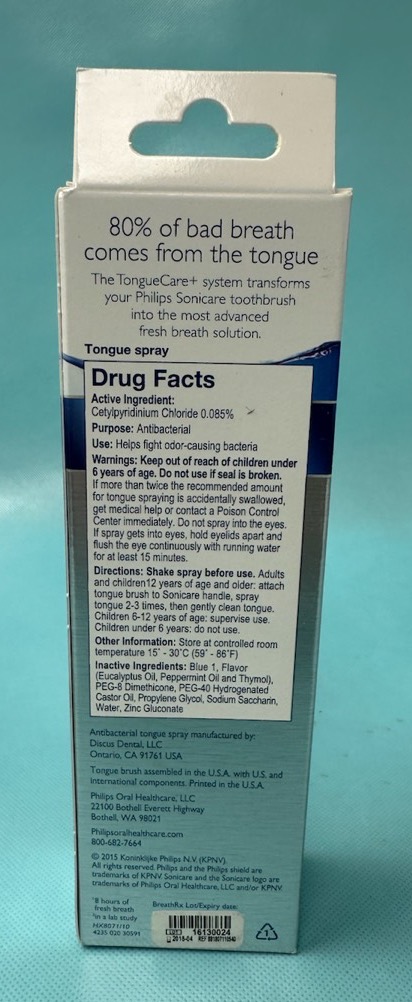 80% of bad breath
comes from the tongue
The TongueCare+ system transforms
your Philips Sonicare toothbrush
into the most advanced
fresh breath solution.
Tongue spray
Drug Facts
Active Ingredient:
Cetylpyridinium Chloride 0.085%
Purpose: Antibacterial
Use: Helps fight odor-causing bacteria
Warnings: Keep out of reach of children under
6 years of age. Do not use if seal is broken.
If more than twice the recommended amount
for tongue spraying is accidentally swallowed,
get medical help or contact a Poison Control
Center immediately. Do not spray into the eyes.
If spray gets into eyes, hold eyelids apart and
flush the eye continuously with running water
for at least 15 minutes.
Directions: Shake spray before use. Adults
and children12 years of age and older: attach
tongue brush to Sonicare handle, spray
tongue 2-3 times, then gently clean tongue.
Children 6-12 years of age: supervise use.
Children under 6 years: do not use.
Other Information: Store at controlled room
temperature 15˚ - 30˚C (59˚ - 86˚F)
Inactive Ingredients: Blue 1, Flavor
(Eucalyptus Oil, Peppermint Oil and Thymol),
PEG-8 Dimethicone, PEG-40 Hydrogenated
Castor Oil, Propylene Glycol, Sodium Saccharin,
Water, Zinc Gluconate
Antibacterial tongue spray manufactured by:
Discus Dental, LLC
Ontario, CA 91761 USA
Tongue brush assembled in the U.S.A. with U.S. and
international components. Printed in the U.S.A.
Philips Oral Healthcare, LLC
22100 Bothell Everett Highway
Bothell, WA 98021
Philipsoralhealthcare.com
800-682-7664
© 2015 Koninklijke Philips N.V. (KPNV).
All rights reserved. Philips and the Philips shield are
trademarks of KPNV. Sonicare and the Sonicare logo are
trademarks of Philips Oral Healthcare, LLC and/or KPNV.
8 hours of
fresh breath
in a lab study
HX8071/10
4235 020 30591
BreathRx Lot/Expiry date:
16130024
2018-04 REF
1